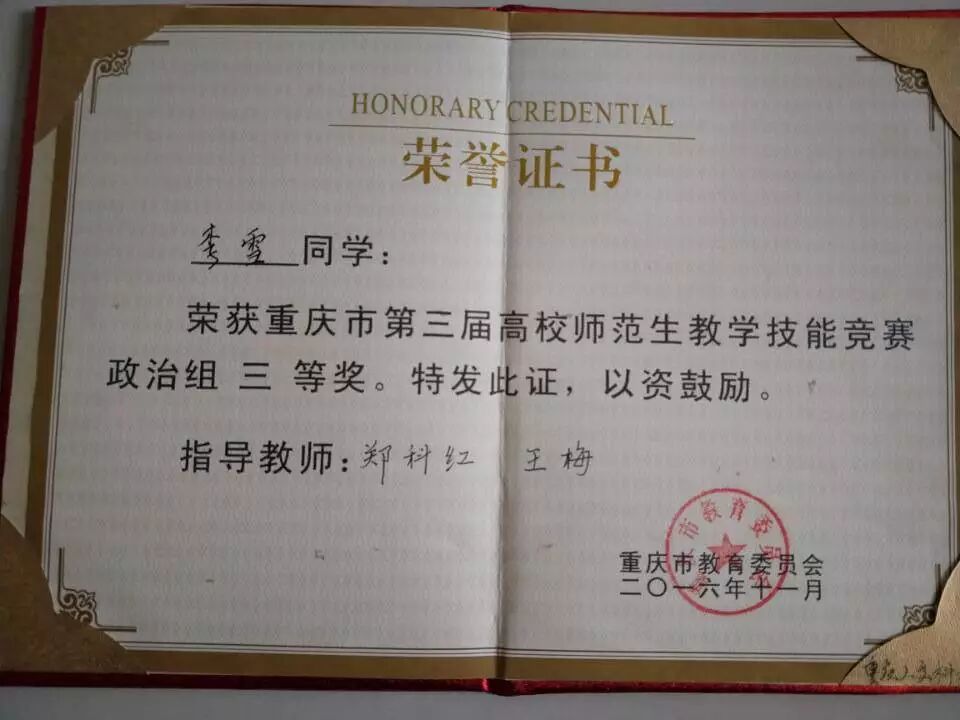 HONORARY CREDENTIAL
荣誉证书
李雪 同学：
荣获重庆市第三届高校师范生教学技能竞赛
政治组 三 等奖。特发此证，以资鼓励。
指导教师：郑科红 王梅
重庆市教育委员会
二〇一六年十一月